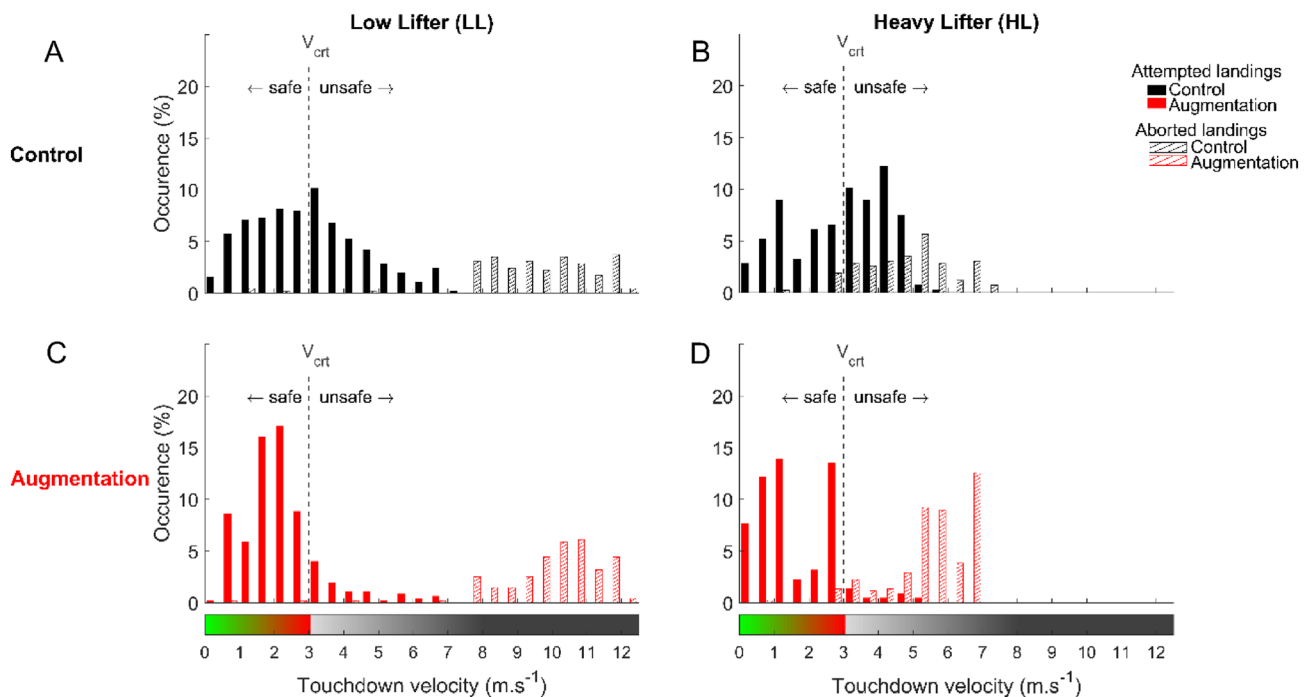 Low Lifter (LL)
Heavy Lifter (HL)
A
V_crt
← safe
unsafe →
Occurence (%)
20
15
10
5
0
Control
B
V_crt
← safe
unsafe →
20
15
10
5
0
Attempted landings
Control
Augmentation
Aborted landings
Control
Augmentation
C
V_crt
← safe
unsafe →
Occurence (%)
20
15
10
5
0
Augmentation
D
V_crt
← safe
unsafe →
20
15
10
5
0
0 1 2 3 4 5 6 7 8 9 10 11 12
Touchdown velocity (m.s⁻¹)
0 1 2 3 4 5 6 7 8 9 10 11 12
Touchdown velocity (m.s⁻¹)